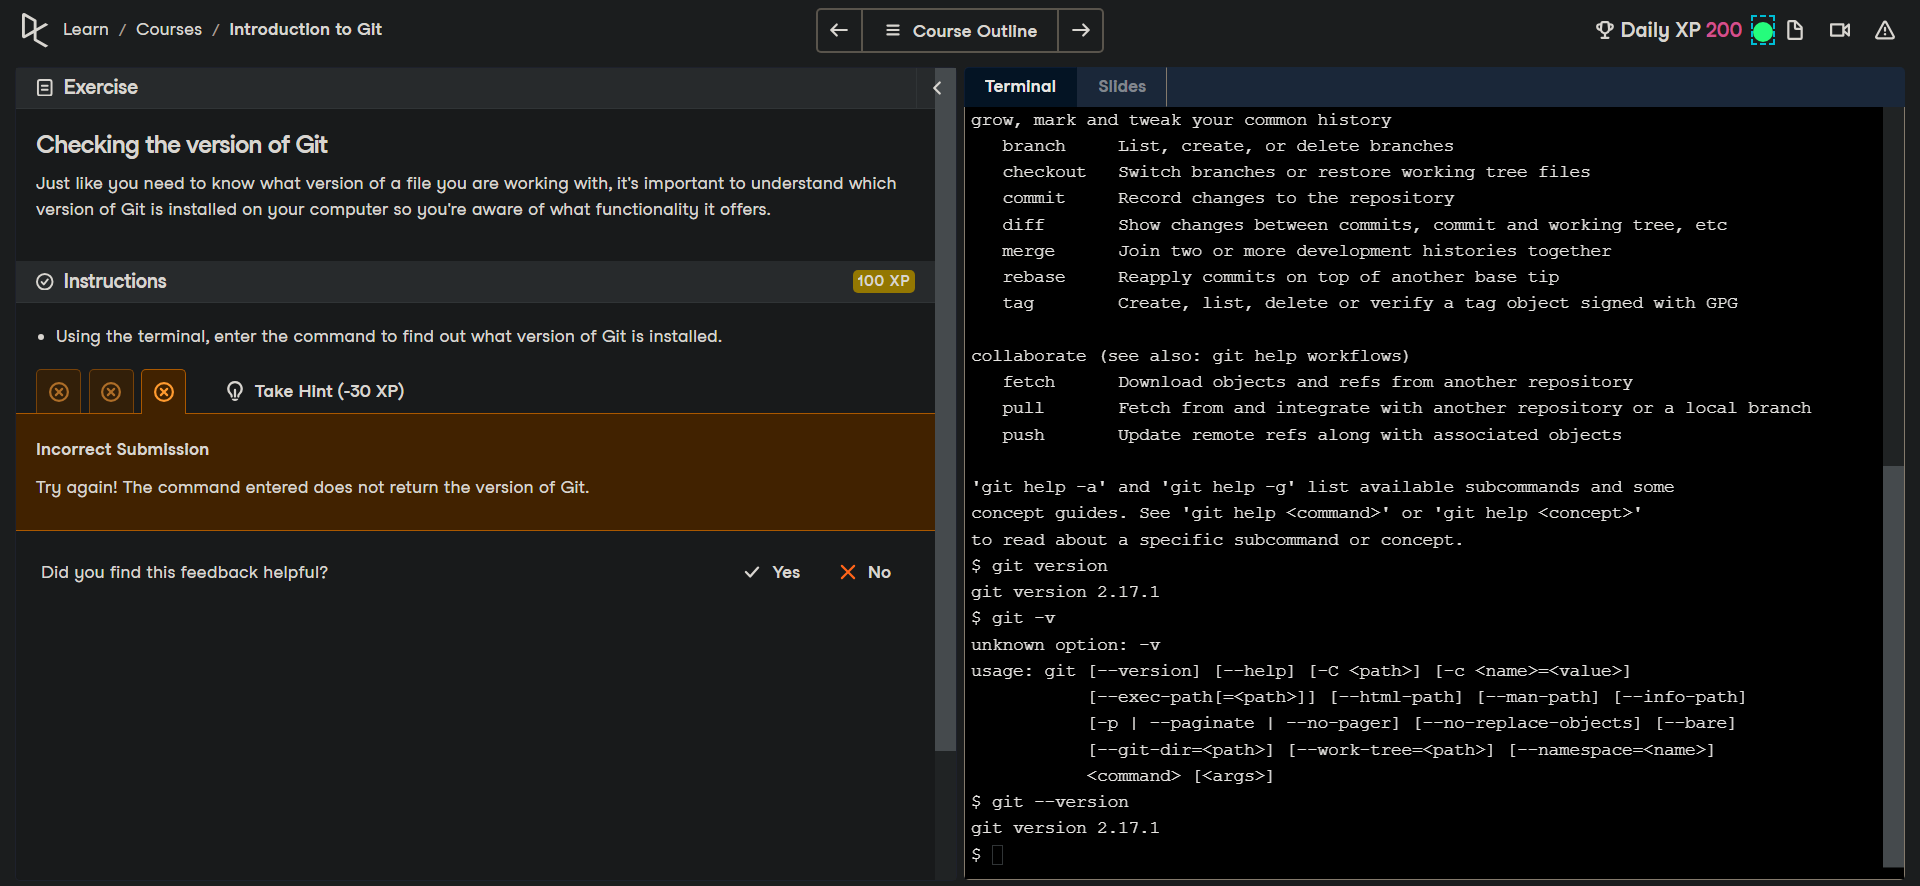 Learn / Courses / Introduction to Git
Course Outline
Daily XP 200
Exercise
Checking the version of Git
Just like you need to know what version of a file you are working with, it's important to understand which
version of Git is installed on your computer so you're aware of what functionality it offers.
Instructions
100 XP
Using the terminal, enter the command to find out what version of Git is installed.
Take Hint (-30 XP)
Incorrect Submission
Try again! The command entered does not return the version of Git.
Did you find this feedback helpful?
Yes
No
Terminal
Slides
grow, mark and tweak your common history
branch     List, create, or delete branches
checkout   Switch branches or restore working tree files
commit     Record changes to the repository
diff       Show changes between commits, commit and working tree, etc
merge      Join two or more development histories together
rebase     Reapply commits on top of another base tip
tag        Create, list, delete or verify a tag object signed with GPG
collaborate (see also: git help workflows)
fetch      Download objects and refs from another repository
pull       Fetch from and integrate with another repository or a local branch
push       Update remote refs along with associated objects
'git help -a' and 'git help -g' list available subcommands and some
concept guides. See 'git help <command>' or 'git help <concept>'
to read about a specific subcommand or concept.
$ git version
git version 2.17.1
$ git -v
unknown option: -v
usage: git [--version] [--help] [-C <path>] [-c <name>=<value>]
[--exec-path[=<path>]] [--html-path] [--man-path] [--info-path]
[-p | --paginate | --no-pager] [--no-replace-objects] [--bare]
[--git-dir=<path>] [--work-tree=<path>] [--namespace=<name>]
<command> [<args>]
$ git --version
git version 2.17.1
$